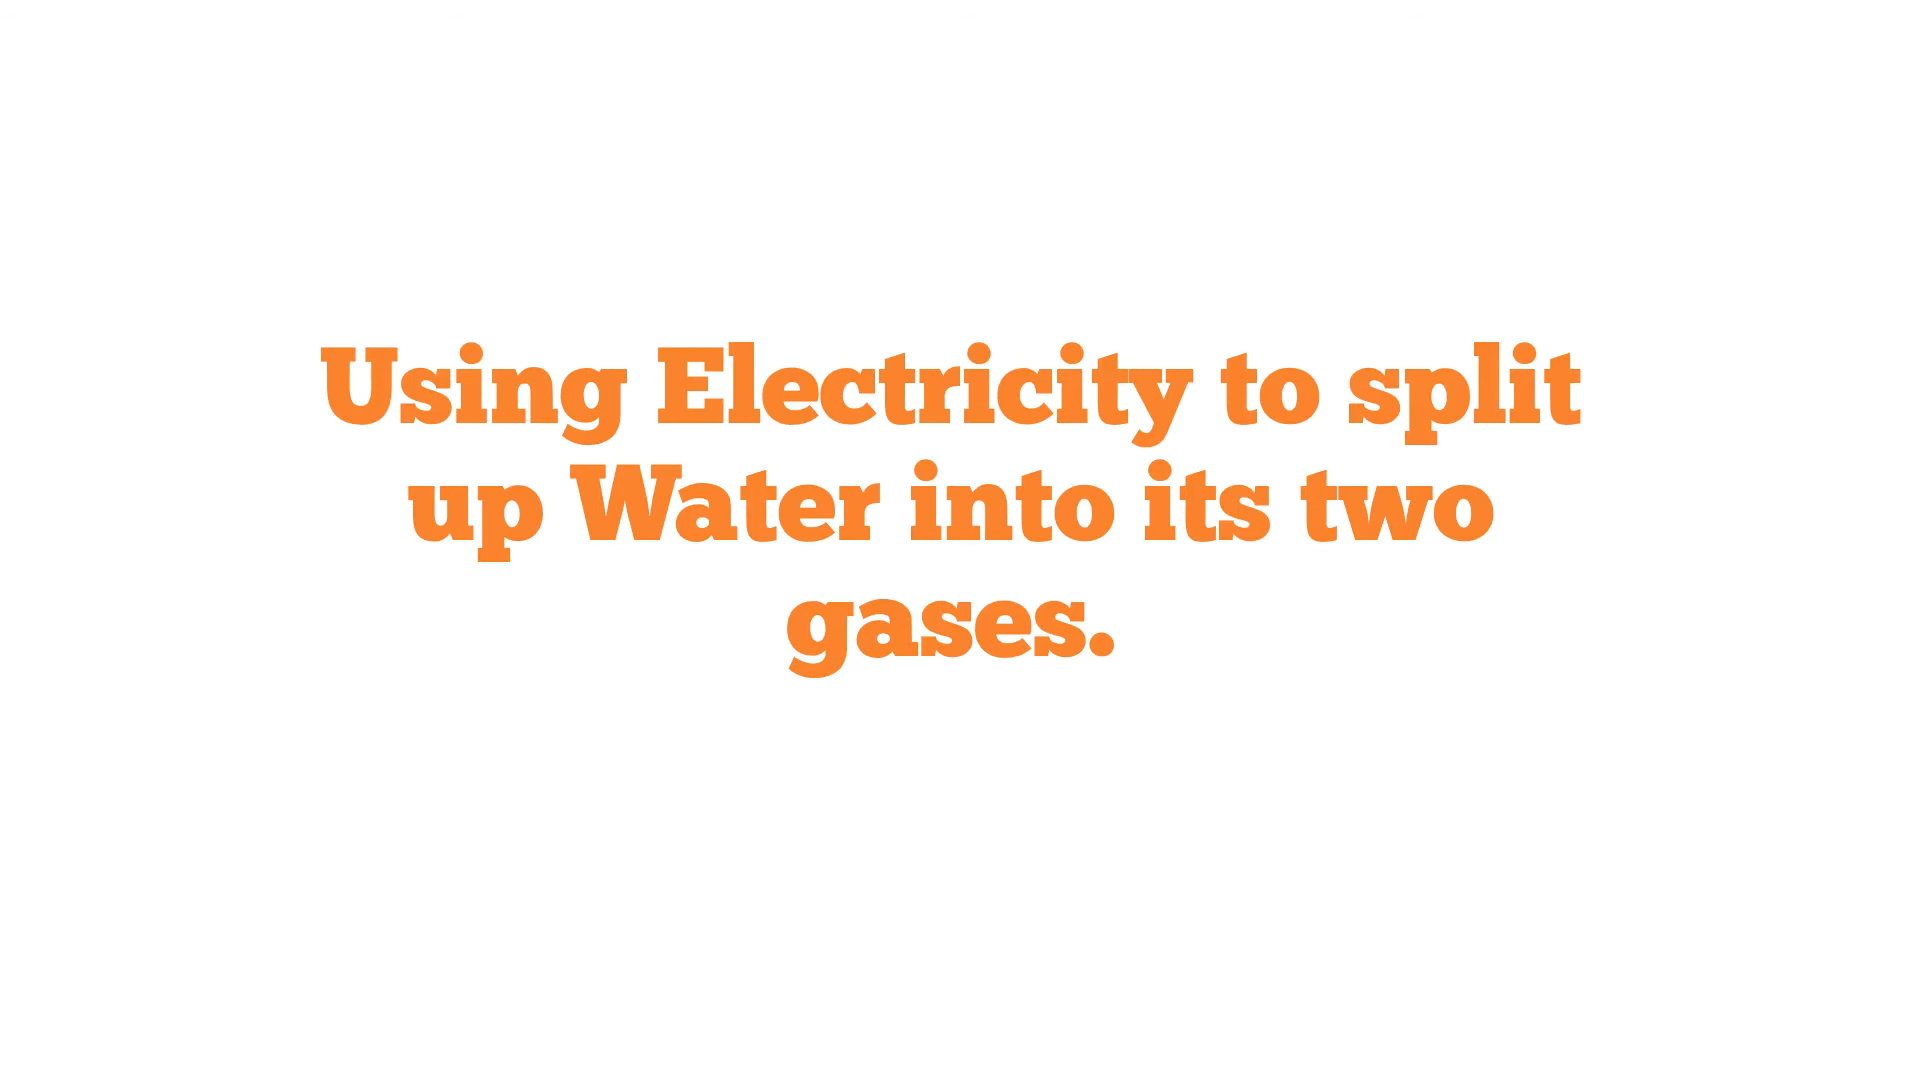 Using Electricity to split
up Water into its two
gases.